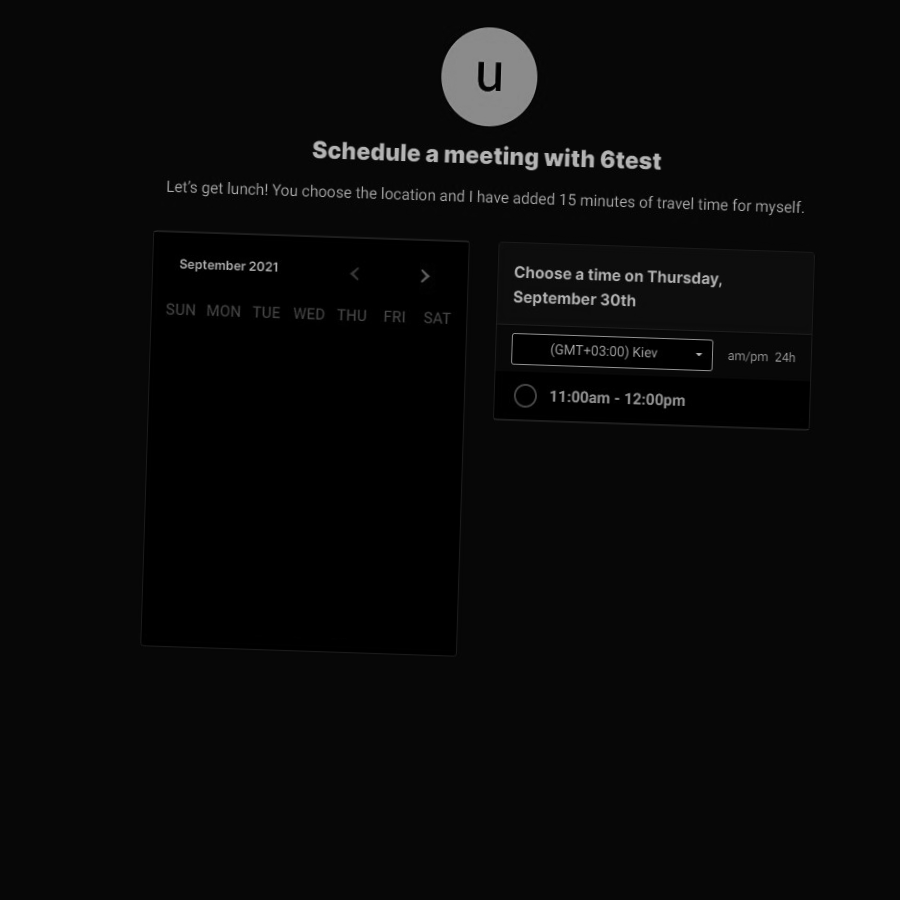 u
Schedule a meeting with 6test
Let's get lunch! You choose the location and I have added 15 minutes of travel time for myself.
September 2021
SUN MON TUE WED THU FRI SAT
Choose a time on Thursday,
September 30th
(GMT+03:00) Kiev
am/pm 24h
11:00am - 12:00pm